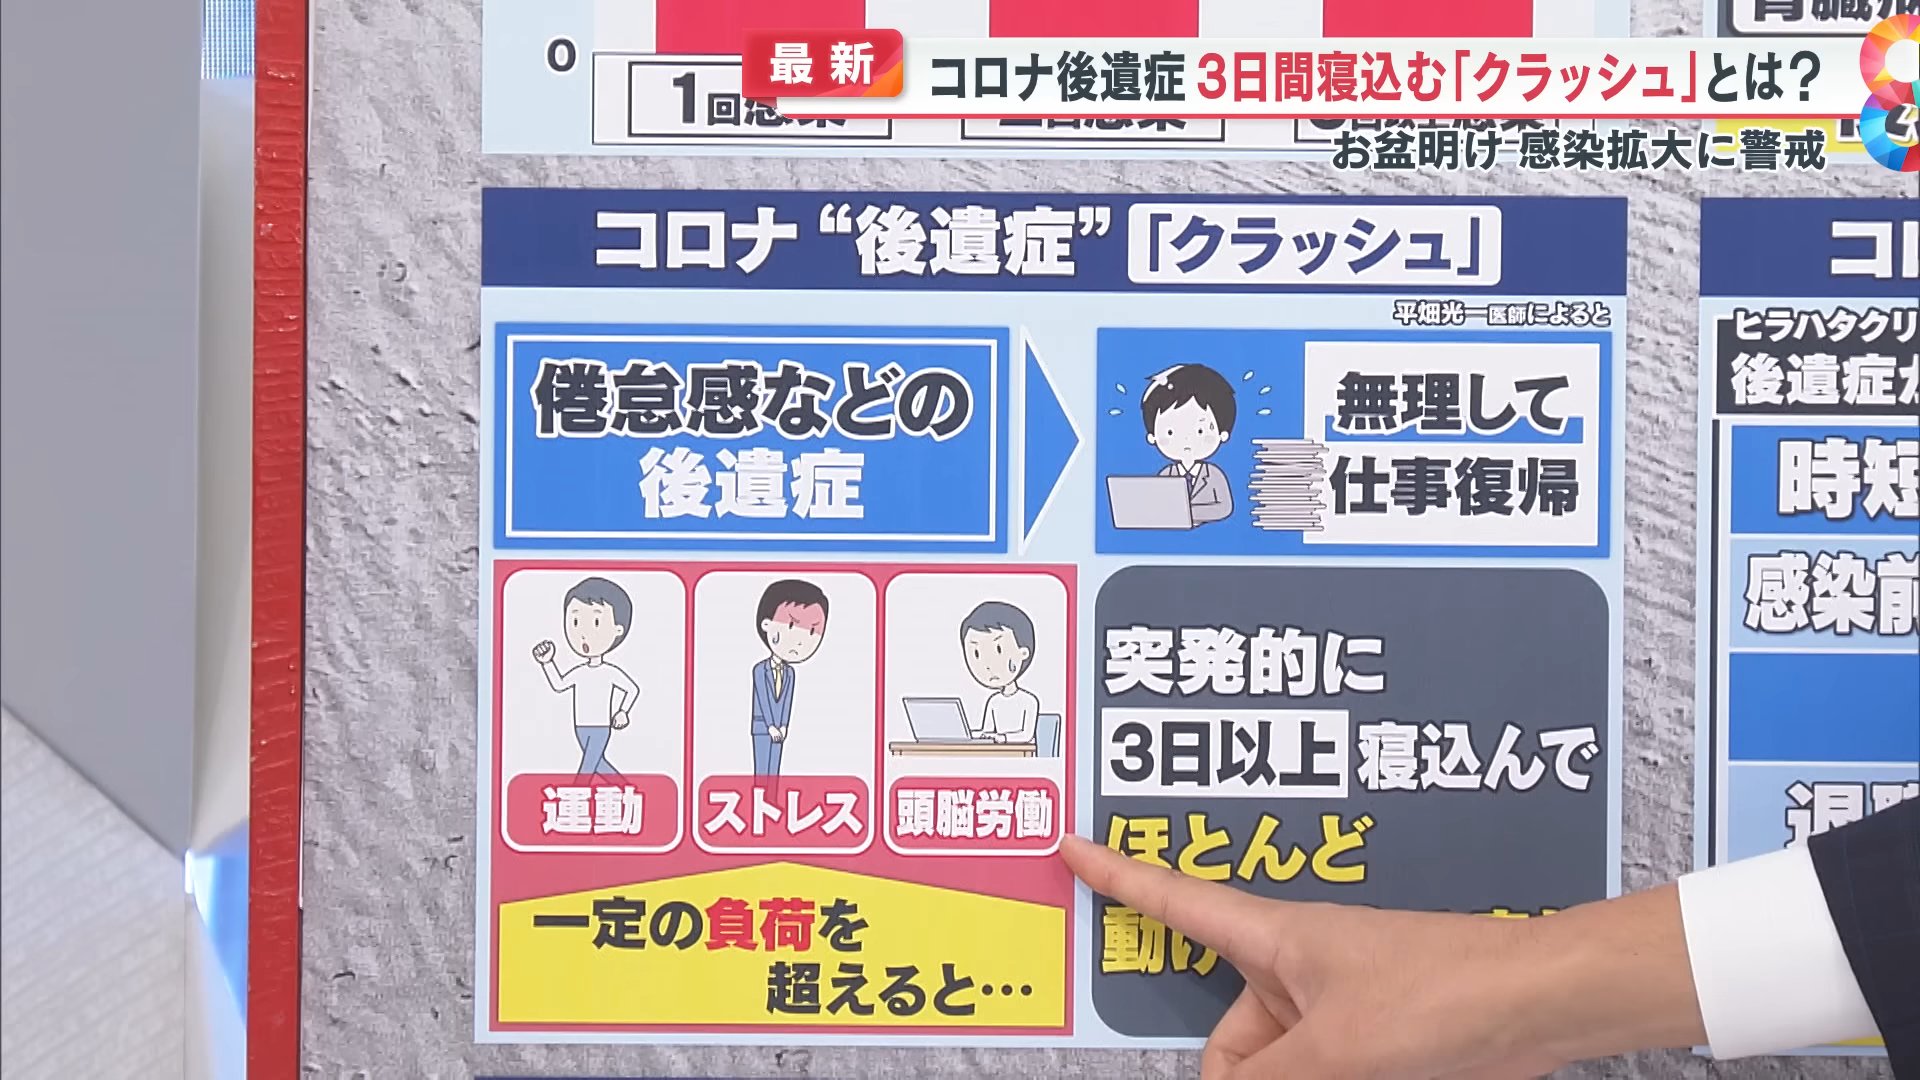 最新
コロナ後遺症 3日間寝込む「クラッシュ」とは?
お盆明け 感染拡大に警戒
0
1回感染
コロナ “後遺症” 「クラッシュ」
平畑光一医師によると
倦怠感などの
後遺症
無理して
仕事復帰
運動
ストレス
頭脳労働
一定の負荷を
超えると…
突発的に
3日以上 寝込んで
ほとんど
動け
ヒラハタクリ
後遺症
時短
感染前